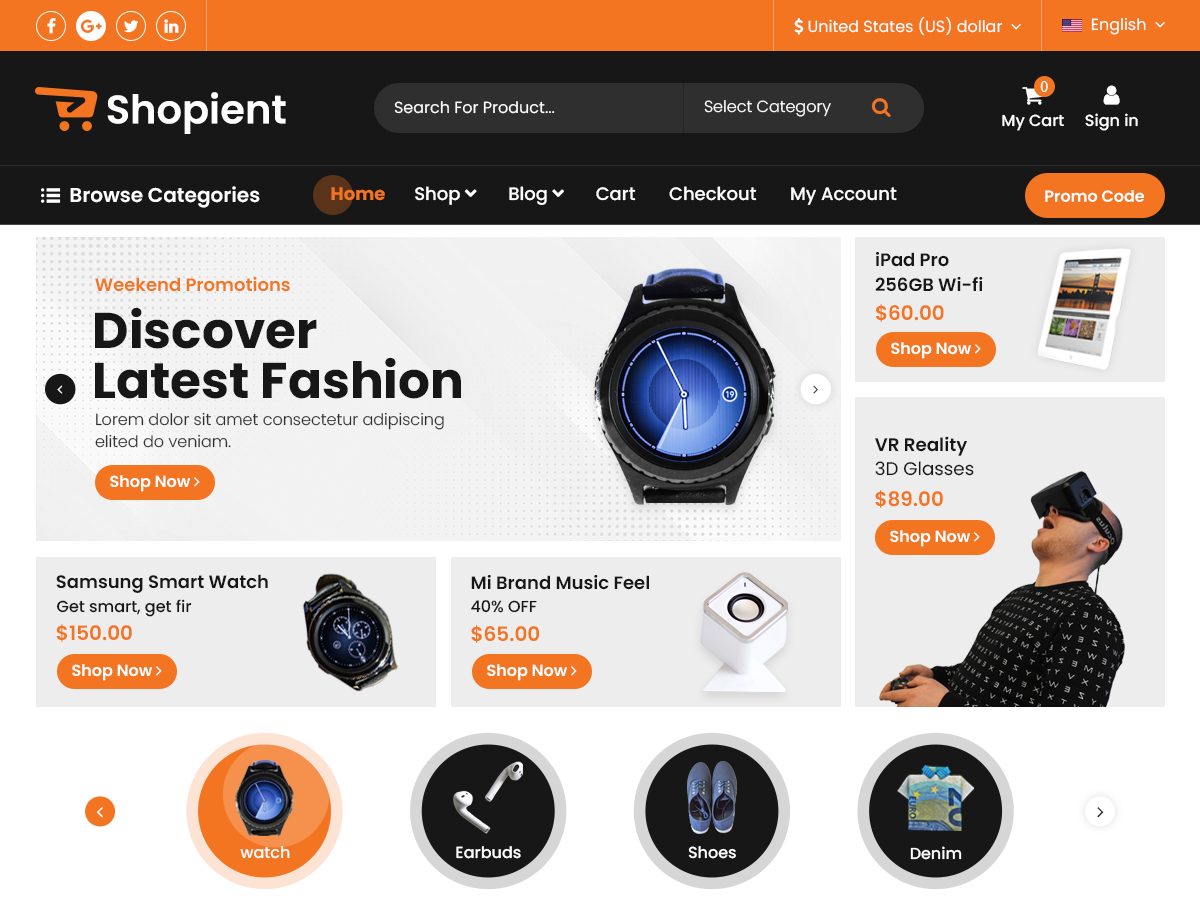 $ United States (US) dollar
English
Shopient
Search For Product...
Select Category
0
My Cart
Sign in
Browse Categories
Home
Shop
Blog
Cart
Checkout
My Account
Promo Code
Weekend Promotions
Discover
Latest Fashion
Lorem dolor sit amet consectetur adipiscing
elited do veniam.
Shop Now
19
iPad Pro
256GB Wi-fi
$60.00
Shop Now
VR Reality
3D Glasses
$89.00
Shop Now
oculus
Samsung Smart Watch
Get smart, get fir
$150.00
Shop Now
Mi Brand Music Feel
40% OFF
$65.00
Shop Now
watch
Earbuds
Shoes
Denim